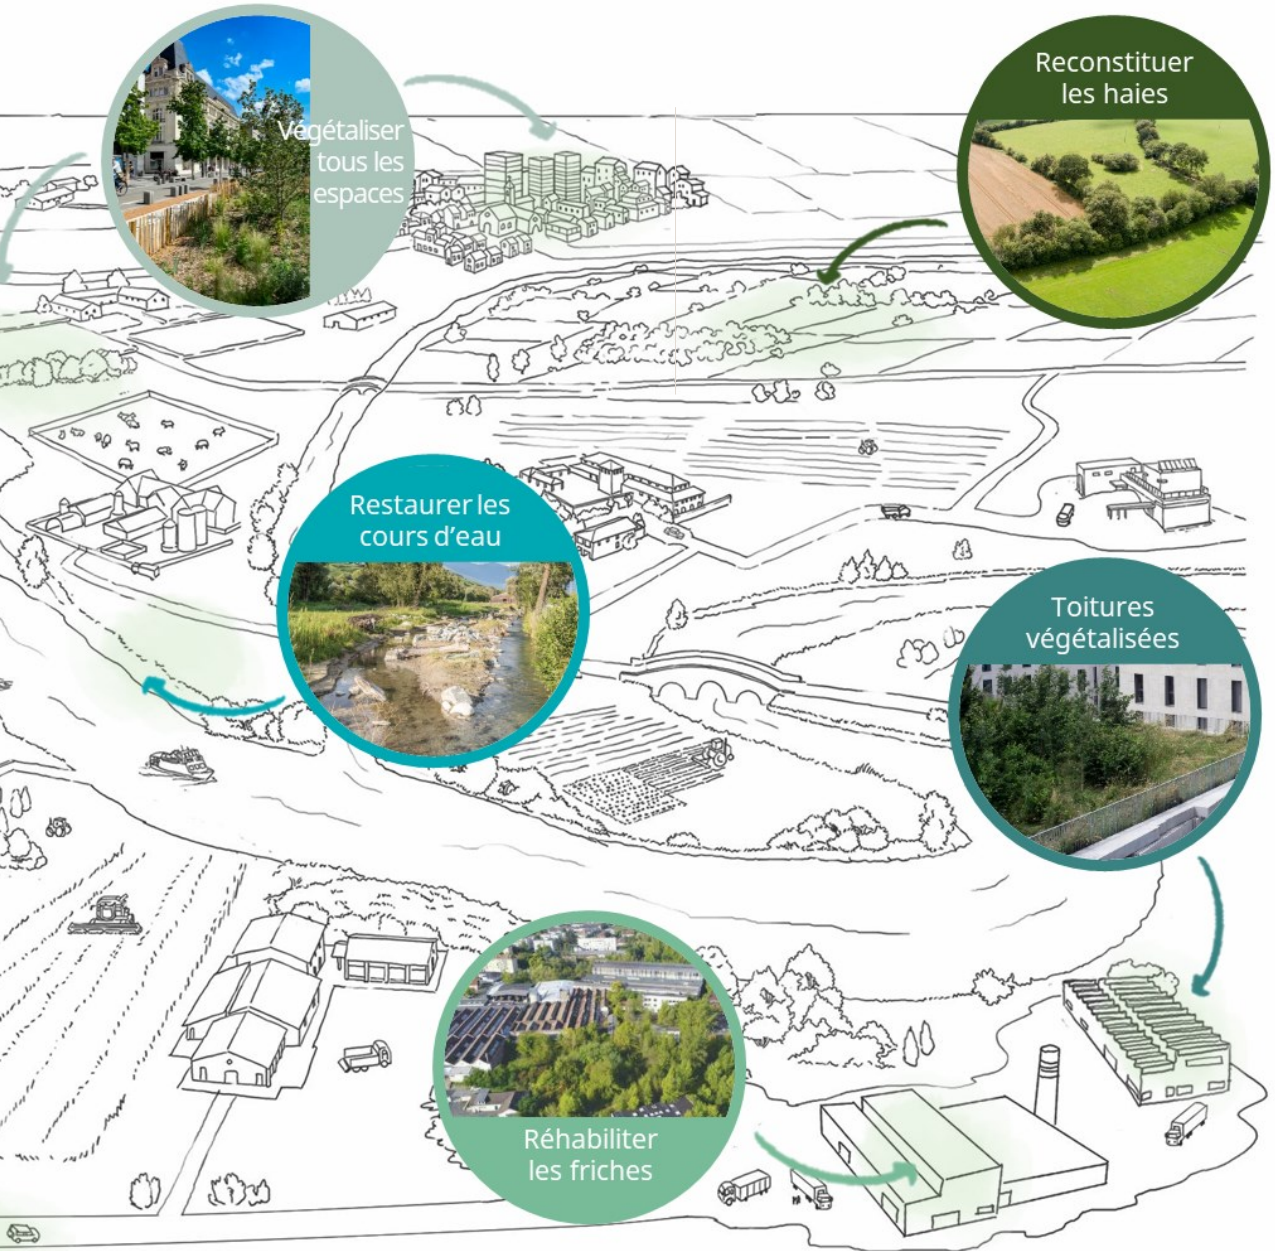 Végétaliser
tous les
espaces
Reconstituer
les haies
Restaurer les
cours d’eau
Toitures
végétalisées
Réhabiliter
les friches